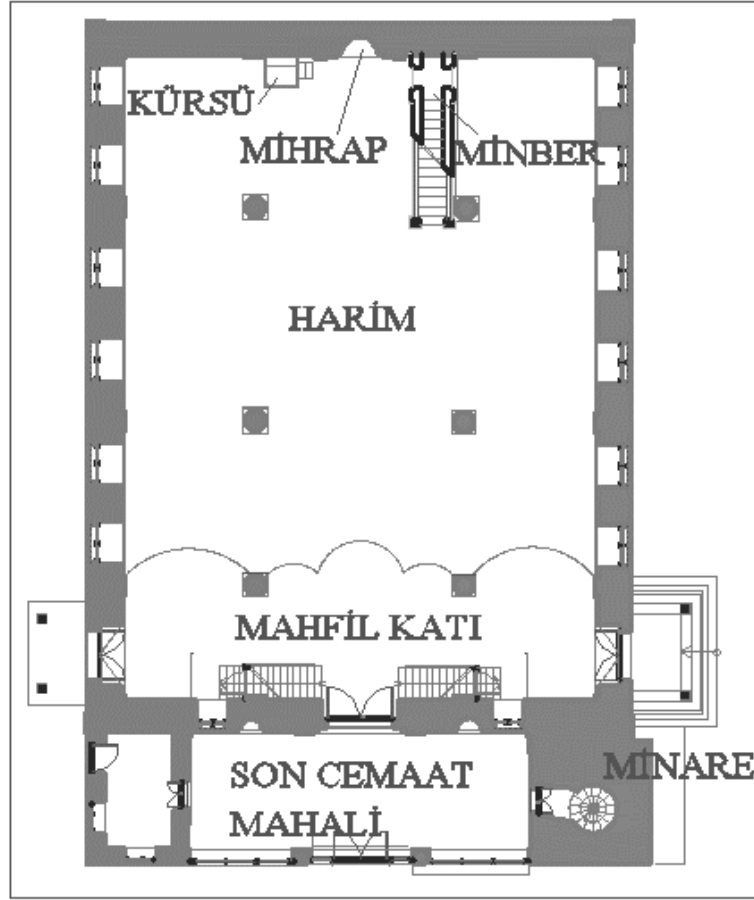 KÜRSÜ
MİHRAP
MİNBER
HARİM
MAHFİL KATI
SON CEMAAT
MAHALİ
MİNARE